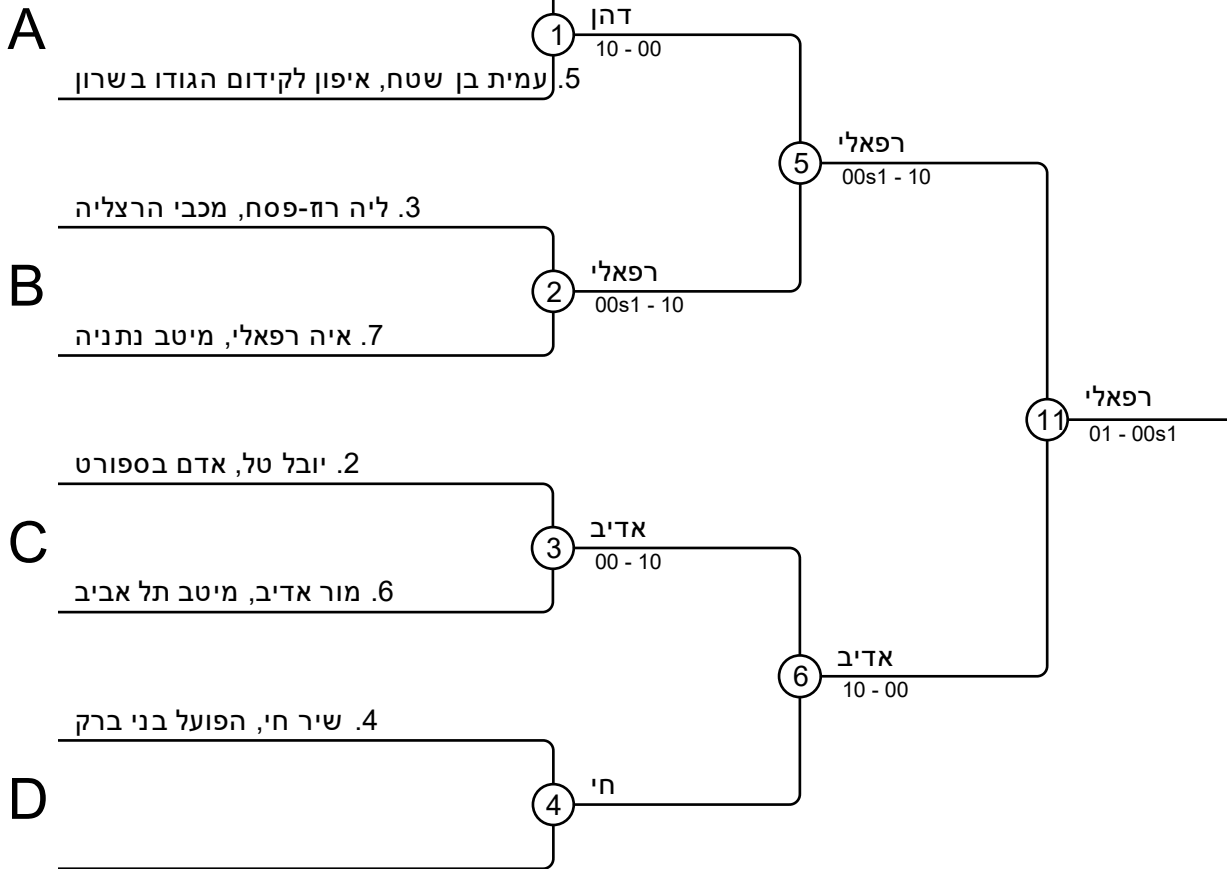 A
1
דהן
10 - 00
5. עמית בן שטח, איפון לקידום הגודו בשרון
5
רפאלי
00s1 - 10
3. ליה רוז-פסח, מכבי הרצליה
B
2
רפאלי
00s1 - 10
7. איה רפאלי, מיטב נתניה
11
רפאלי
01 - 00s1
2. יובל טל, אדם בספורט
C
3
אדיב
00 - 10
6. מור אדיב, מיטב תל אביב
6
אדיב
10 - 00
4. שיר חי, הפועל בני ברק
D
4
חי